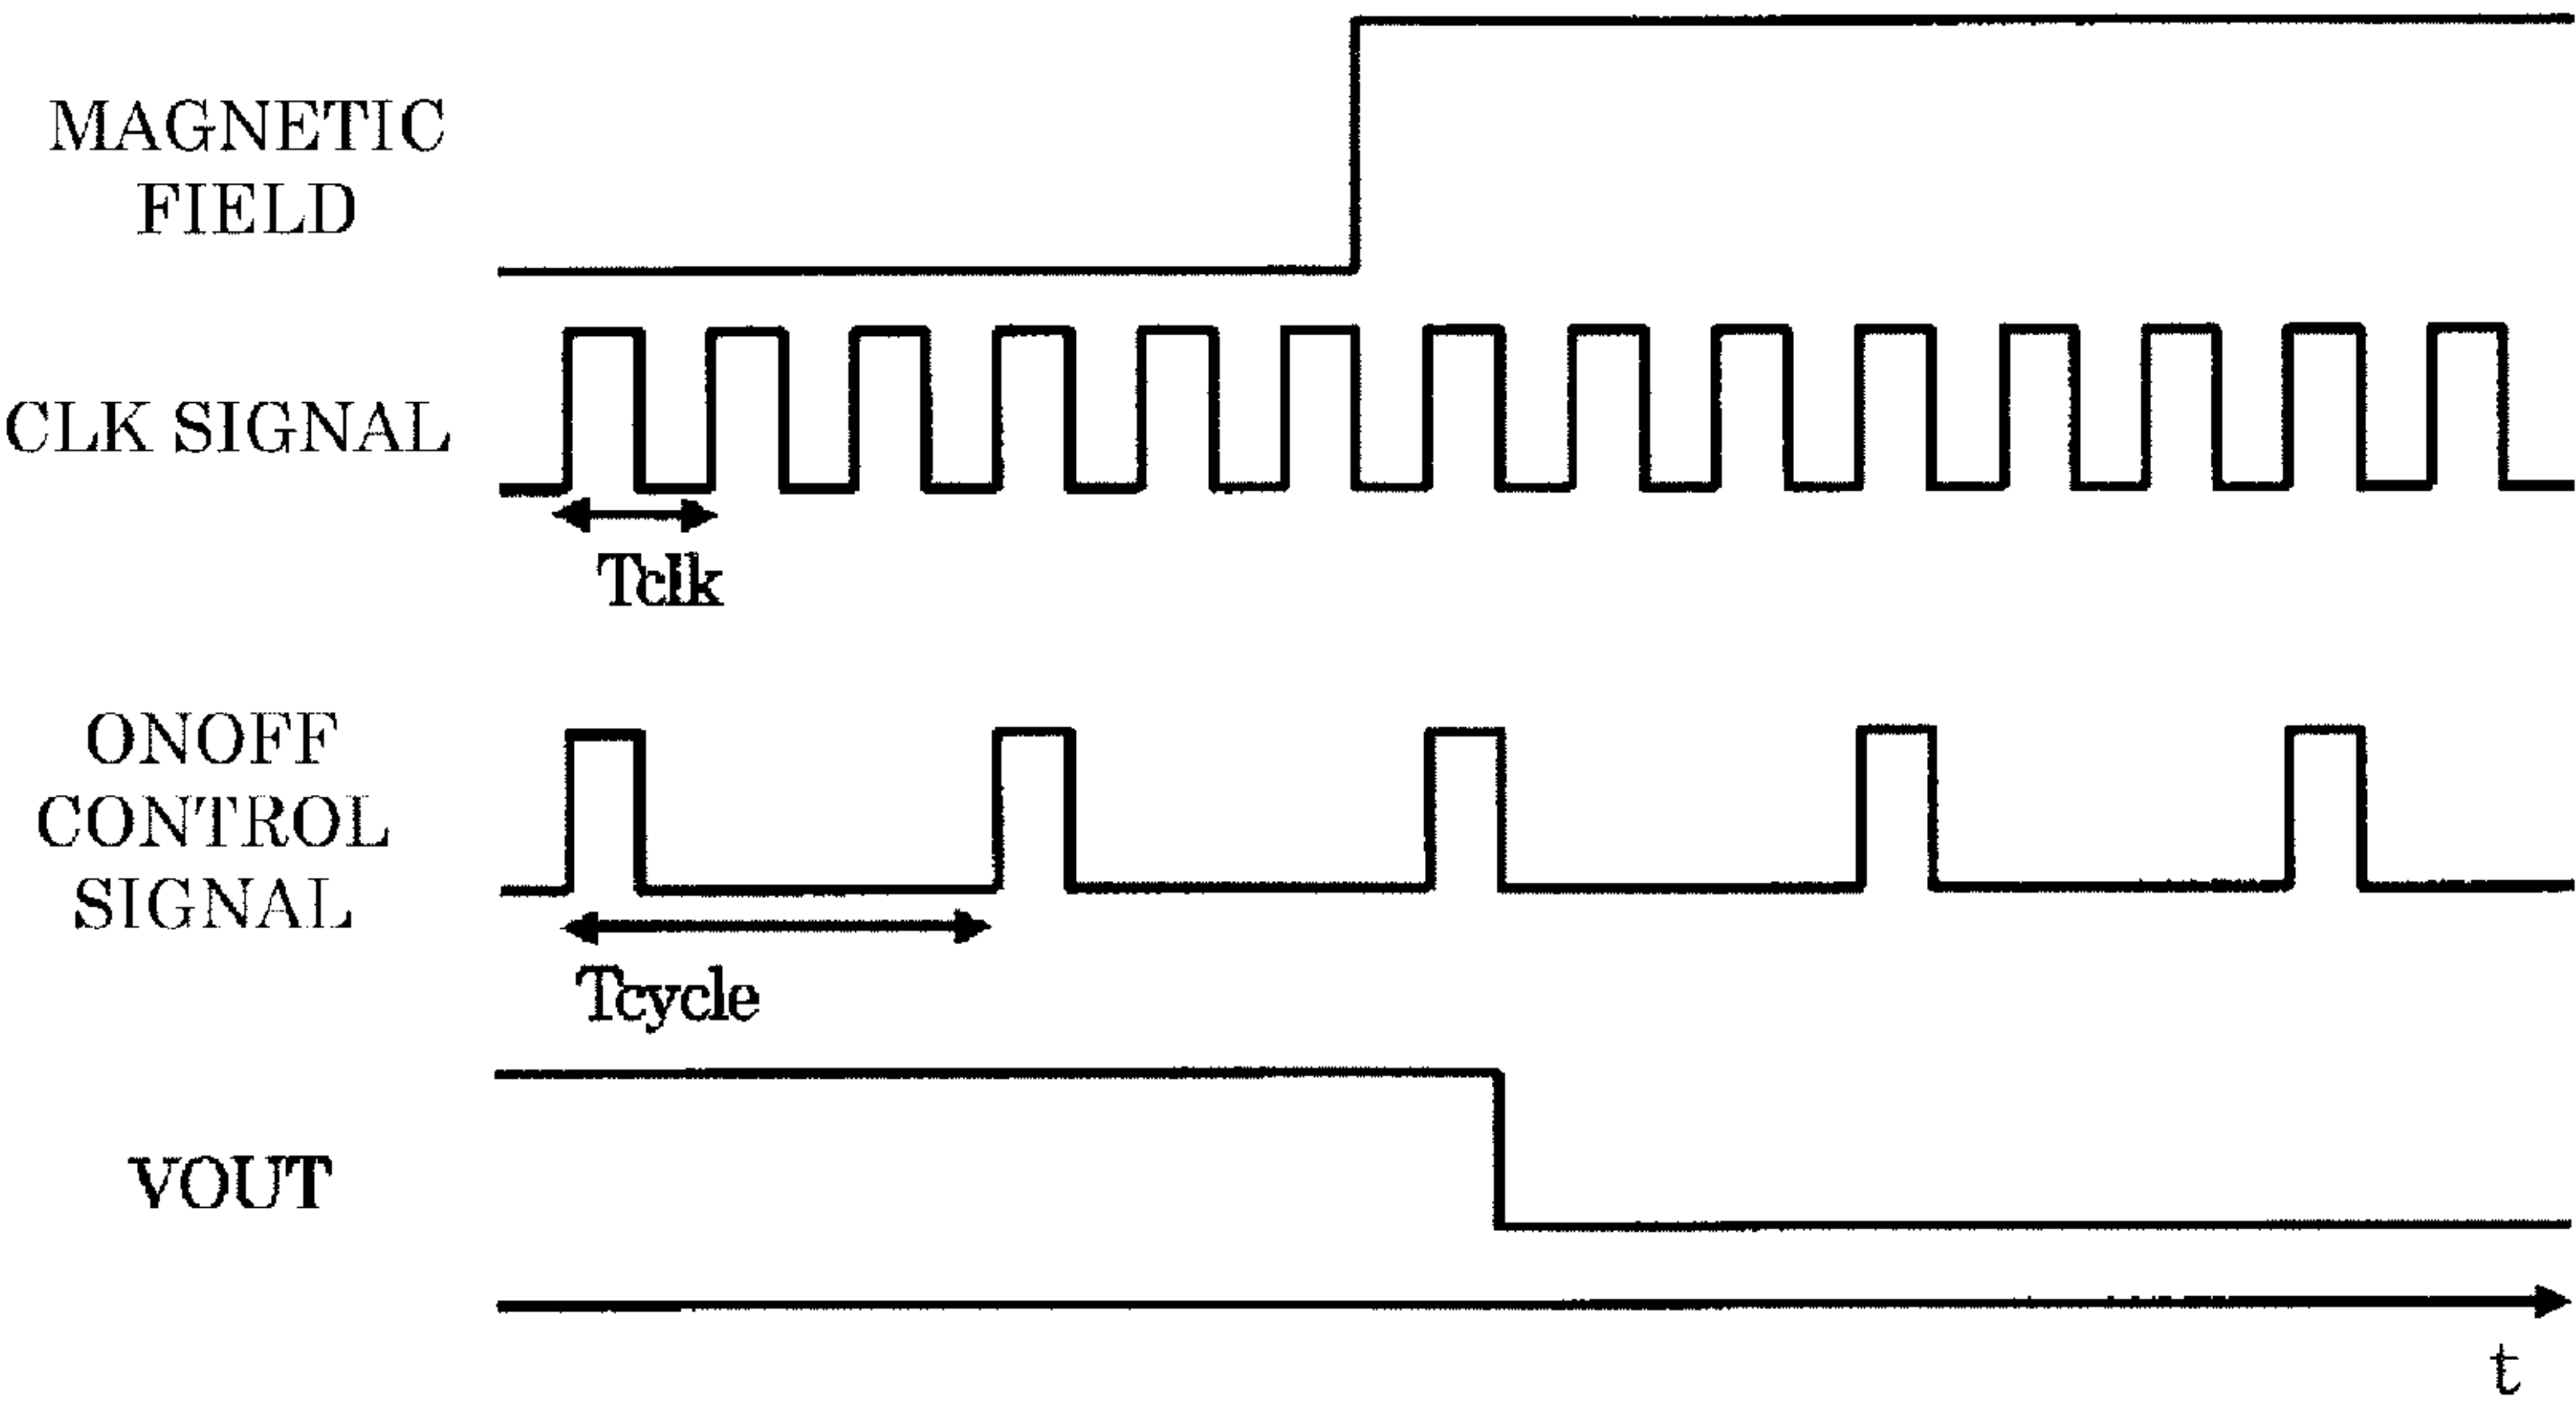 MAGNETIC
FIELD
CLK SIGNAL
Tclk
ONOFF
CONTROL
SIGNAL
Tcycle
VOUT
t